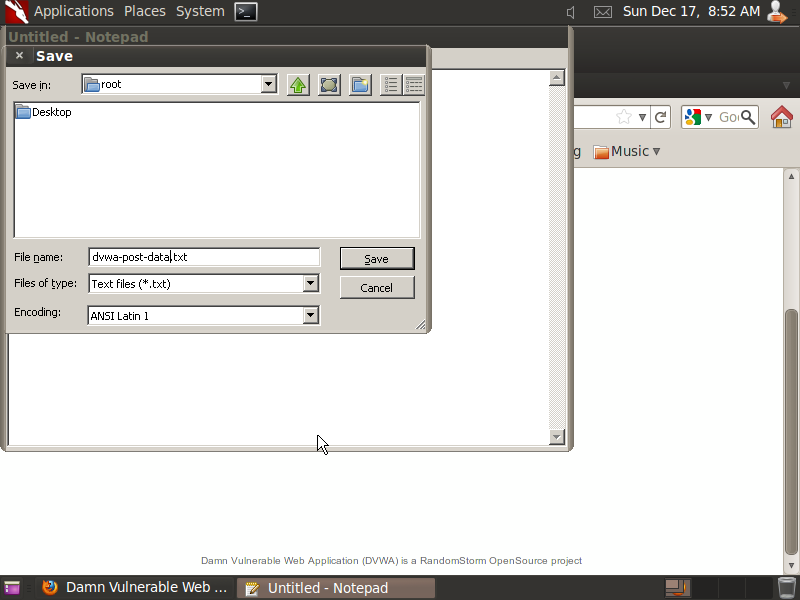 Applications Places System
Sun Dec 17, 8:52 AM
Untitled - Notepad
Save
Save in:
root
Desktop
File name:
dvwa-post-data.txt
Save
Files of type:
Text files (*.txt)
Cancel
Encoding:
ANSI Latin 1
Goo
g
Music
Damn Vulnerable Web Application (DVWA) is a RandomStorm OpenSource project
Damn Vulnerable Web ...
Untitled - Notepad